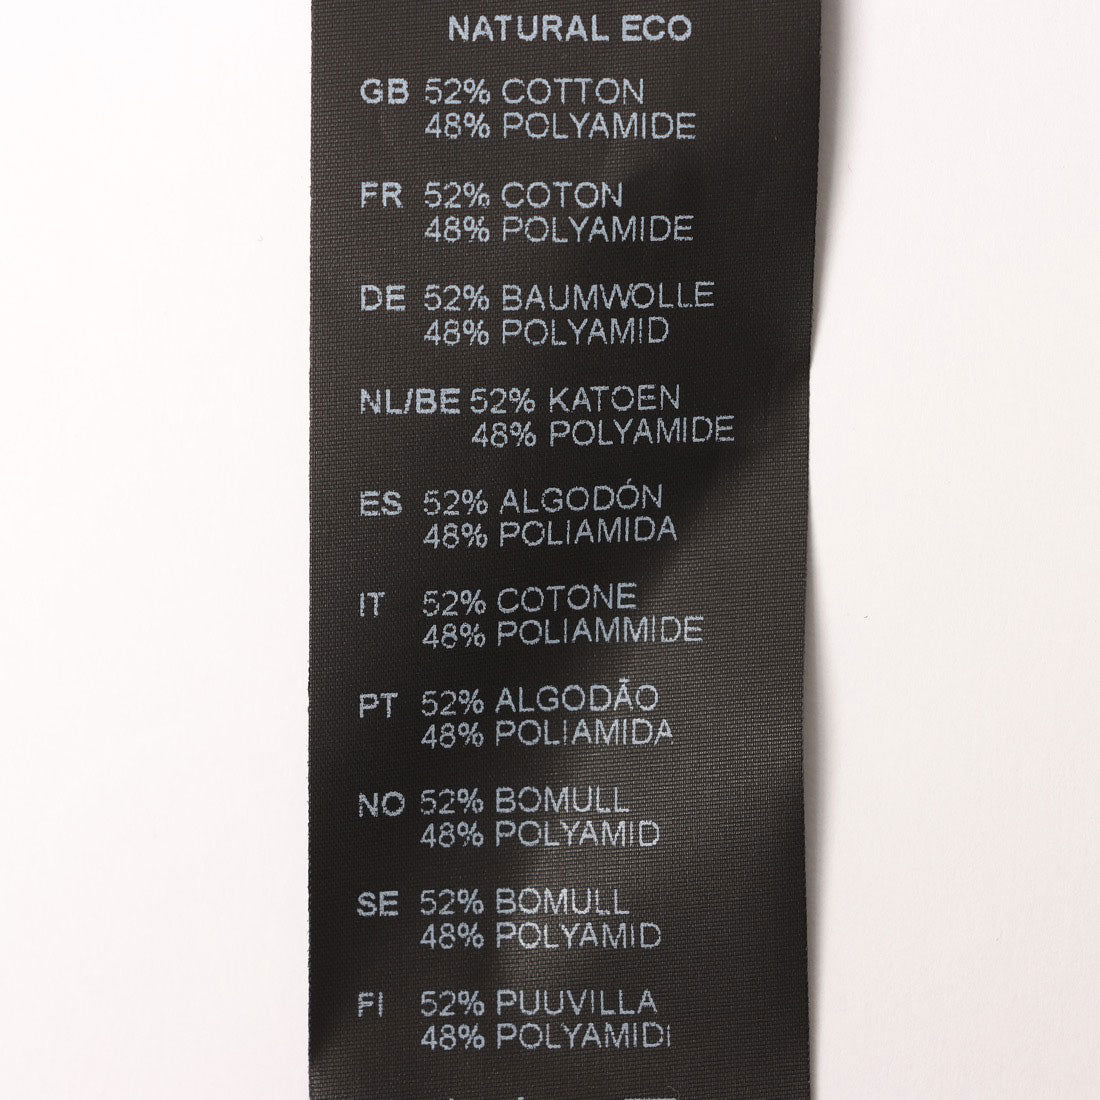 NATURAL ECO
GB 52% COTTON
48% POLYAMIDE
FR 52% COTON
48% POLYAMIDE
DE 52% BAUMWOLLE
48% POLYAMID
NL/BE 52% KATOEN
48% POLYAMIDE
ES 52% ALGODÓN
48% POLIAMIDA
IT 52% COTONE
48% POLIAMMIDE
PT 52% ALGODÃO
48% POLIAMIDA
NO 52% BOMULL
48% POLYAMID
SE 52% BOMULL
48% POLYAMID
FI 52% PUUVILLA
48% POLYAMIDI